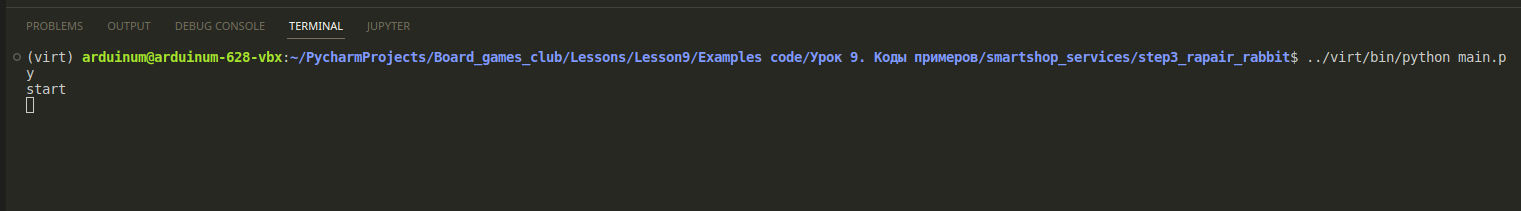 PROBLEMS OUTPUT DEBUG CONSOLE TERMINAL JUPYTER
(virt) arduinum@arduinum-628-vbx:~/PycharmProjects/Board_games_club/Lessons/Lesson9/Examples code/Урок 9. Коды примеров/smartshop_services/step3_rapair_rabbit$ ../virt/bin/python main.p
y
start